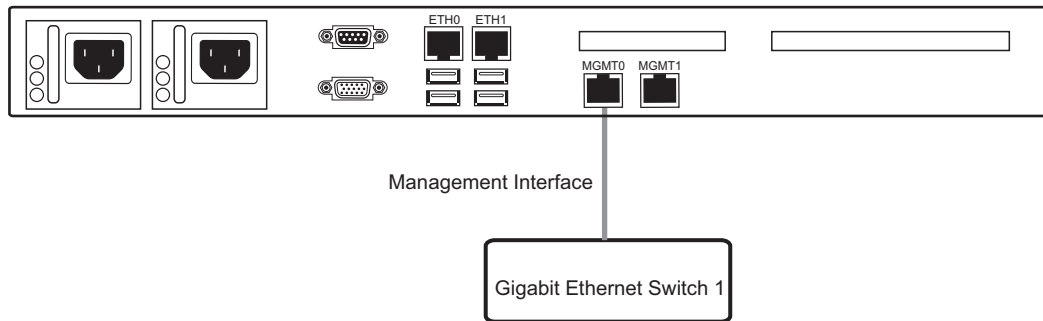 ETH0 ETH1
MGMT0 MGMT1
Management Interface
Gigabit Ethernet Switch 1